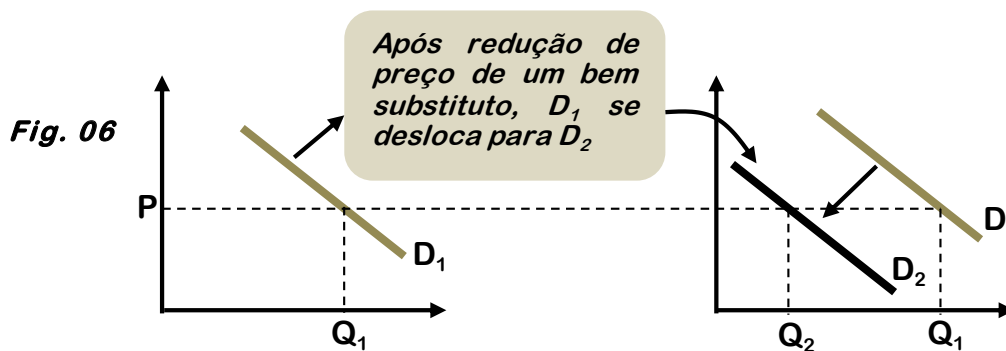 Após redução de
preço de um bem
substituto, D₁ se
desloca para D₂
Fig. 06
P
D₁
Q₁
D
D₂
Q₂
Q₁